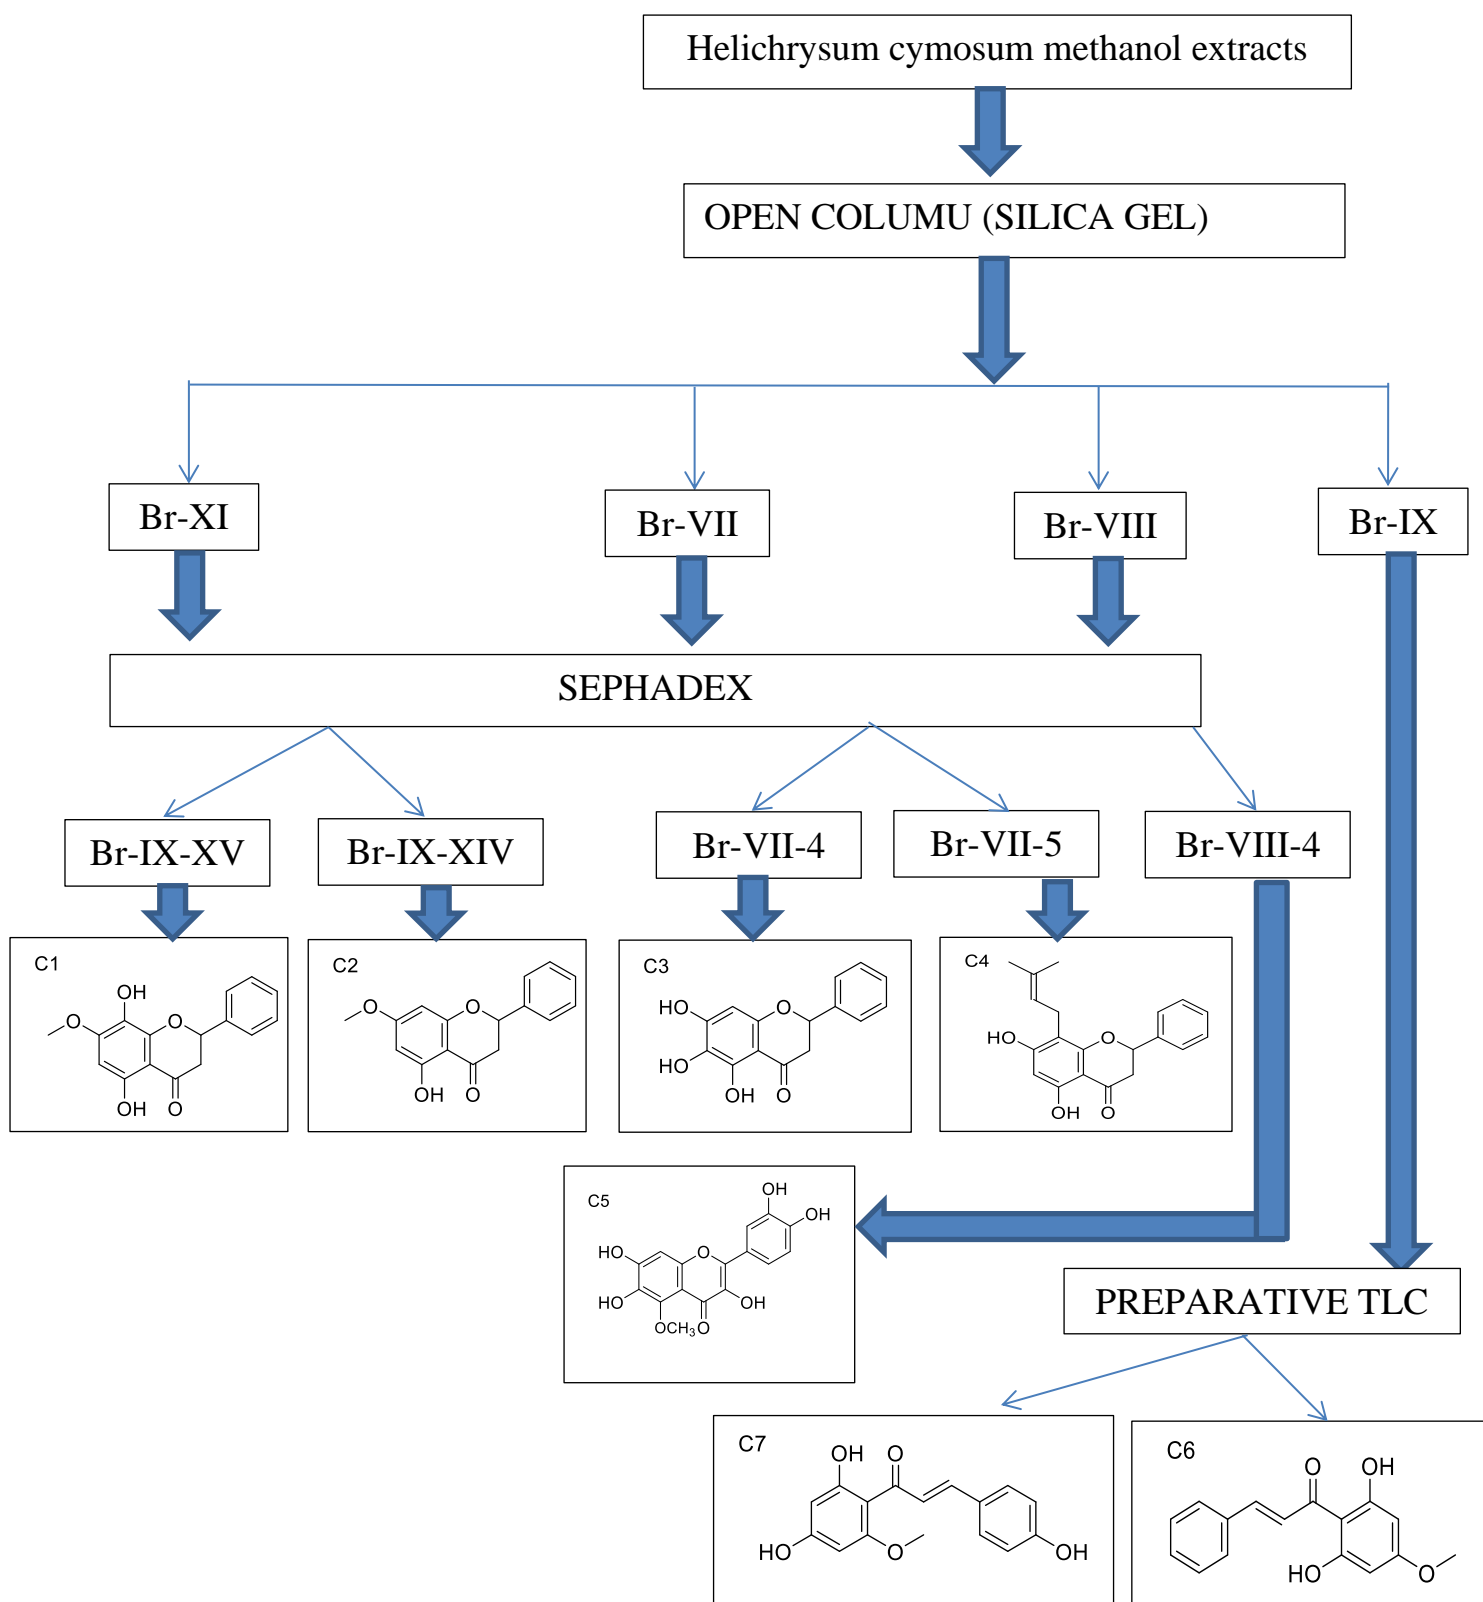 Helichrysum cymosum methanol extracts
OPEN COLUMU (SILICA GEL)
Br-XI
Br-VII
Br-VIII
Br-IX
SEPHADEX
Br-IX-XV
Br-IX-XIV
Br-VII-4
Br-VII-5
Br-VIII-4
C1
OH
O
O
OH
O
C2
O
O
OH
O
C3
HO
O
HO
OH
O
C4
HO
O
OH
O
C5
OH
OH
HO
O
HO
OH
OCH3
O
PREPARATIVE TLC
C7
OH
O
HO
O
OH
C6
O
OH
HO
O